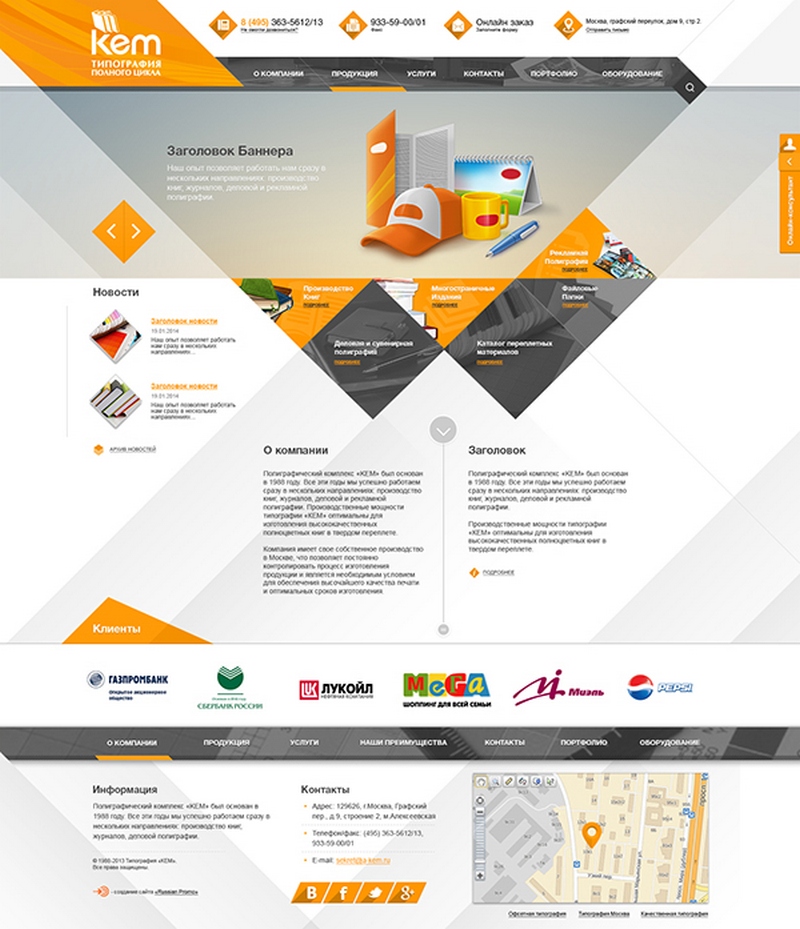 кем
ТИПОГРАФИЯ
ПОЛНОГО ЦИКЛА
8 (495) 363-5612/13
Не смогли дозвониться?
933-59-00/01
Факс
Онлайн заказ
Заполните форму
Москва, графский переулок, дом 9, стр 2.
Отправить письмо
О КОМПАНИИ
ПРОДУКЦИЯ
УСЛУГИ
КОНТАКТЫ
ПОРТФОЛИО
ОБОРУДОВАНИЕ
Заголовок Баннера
Наш опыт позволяет работать нам сразу в
нескольких направлениях: производство
книг, журналов, деловой и рекламной
полиграфии.
Онлайн-консультант
Рекламная
Полиграфия
ПОДРОБНЕЕ
Производство
Книг
ПОДРОБНЕЕ
Многостраничные
Издания
ПОДРОБНЕЕ
Файловые
Папки
ПОДРОБНЕЕ
Деловая и сувенирная
полиграфия
ПОДРОБНЕЕ
Каталог переплетных
материалов
ПОДРОБНЕЕ
Новости
Заголовок новости
19.01.2014
Наш опыт позволяет работать
нам сразу в нескольких
направлениях...
Заголовок новости
19.01.2014
Наш опыт позволяет работать
нам сразу в нескольких
направлениях...
АРХИВ НОВОСТЕЙ
О компании
Полиграфический комплекс «КЕМ» был основан
в 1988 году. Все эти годы мы успешно работаем
сразу в нескольких направлениях: производство
книг, журналов, деловой и рекламной
полиграфии. Производственные мощности
типографии «КЕМ» оптимальны для
изготовления высококачественных
полноцветных книг в твердом переплете.
Компания имеет свое собственное производство
в Москве, что позволяет постоянно
контролировать процесс изготовления
продукции и является необходимым условием
для обеспечения высочайшего качества печати
и оптимальных сроков изготовления
Заголовок
Полиграфический комплекс «КЕМ» был основан
в 1988 году. Все эти годы мы успешно работаем
сразу в нескольких направлениях: производство
книг, журналов, деловой и рекламной
полиграфии.
Производственные мощности типографии
«КЕМ» оптимальны для изготовления
высококачественных полноцветных книг в
твердом переплете.
ПОДРОБНЕЕ
Клиенты
ГАЗПРОМБАНК
Открытое акционерное
общество
СБЕРБАНК РОССИИ
ЛУКОЙЛ
НЕФТЯНАЯ КОМПАНИЯ
MeGa
ШОППИНГ ДЛЯ ВСЕЙ СЕМЬИ
Миэль
PEPSI
О КОМПАНИИ
ПРОДУКЦИЯ
УСЛУГИ
НАШИ ПРЕИМУЩЕСТВА
КОНТАКТЫ
ПОРТФОЛИО
ОБОРУДОВАНИЕ
Информация
Полиграфический комплекс «КЕМ» был основан в
1988 году. Все эти годы мы успешно работаем сразу в
нескольких направлениях: производство книг,
журналов, деловой и рекламной полиграфии.
© 1988-2013 Типография «КЕМ».
Все права защищены.
- создание сайта «Russian Promo»
Контакты
Адрес: 129626, г.Москва, Графский
пер., д.9, строение 2, м.Алексеевская
Телефон/факс: (495) 363-5612/13,
933-5900/01
E-mail: sekret@a-kem.ru
В f g+
Офсетная типография
Типография Москва
Качественная типография